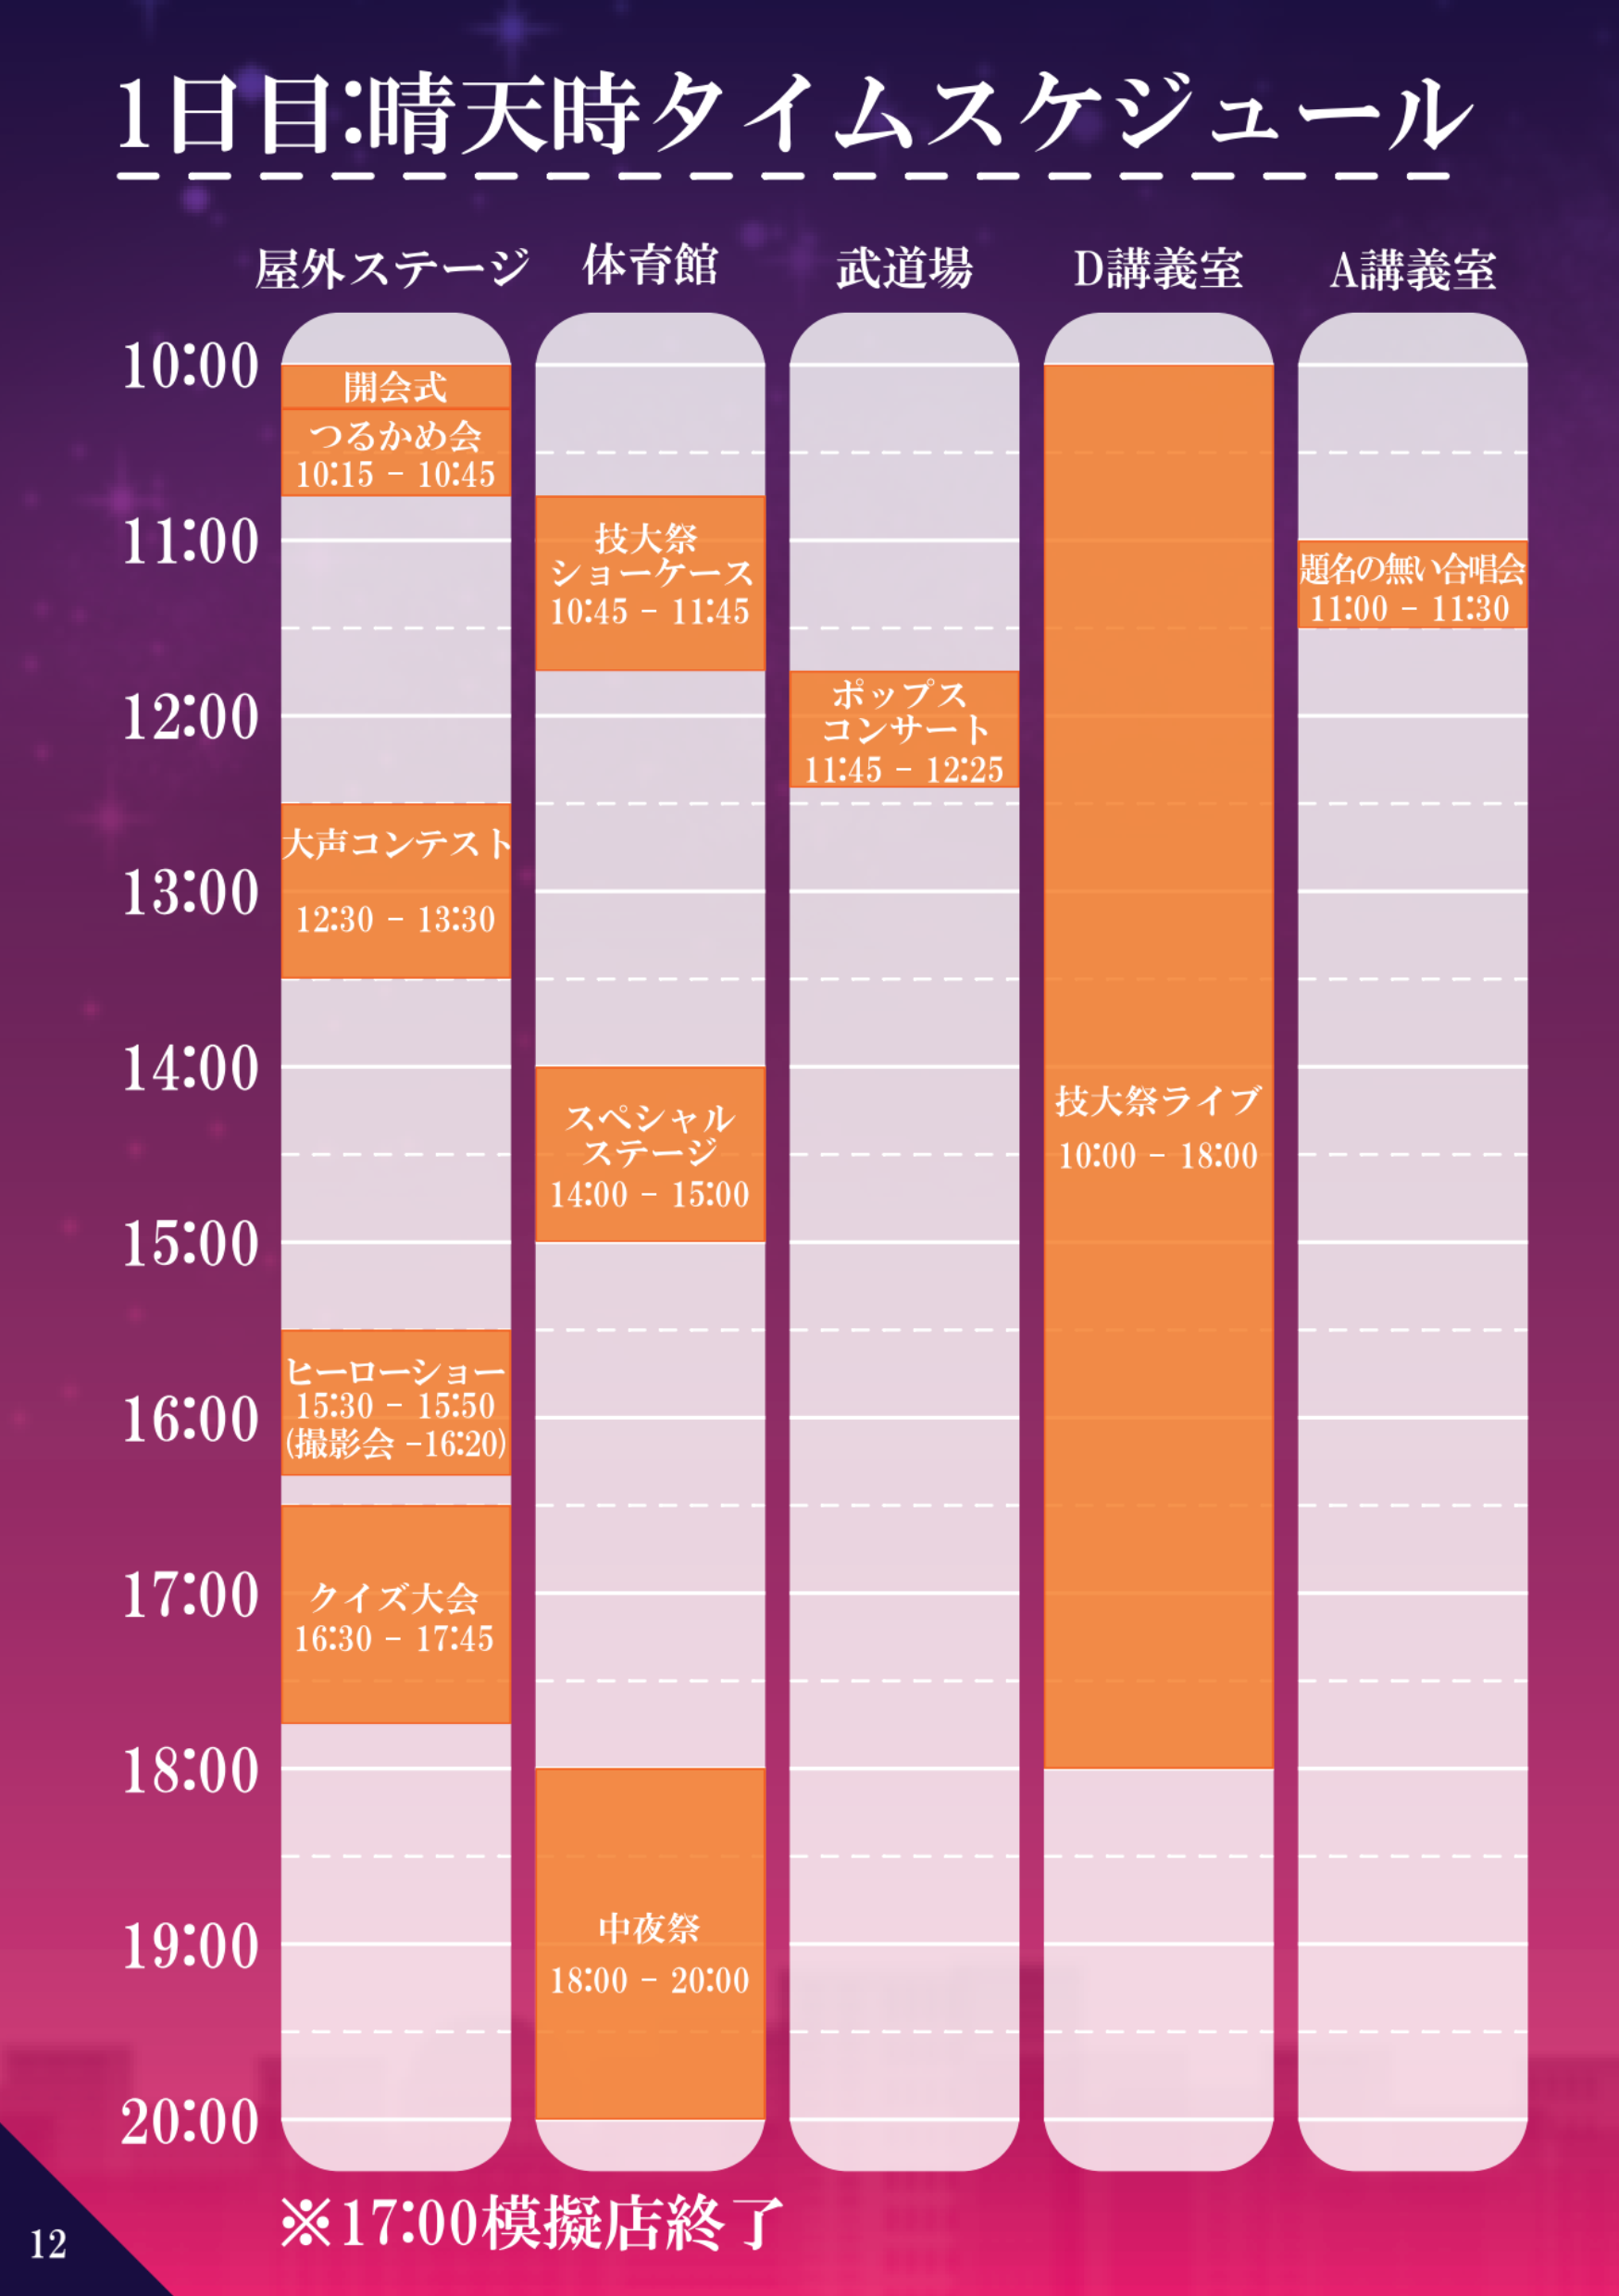 1日目:晴天時タイムスケジュール
屋外ステージ
体育館
武道場
D講義室
A講義室
10:00
11:00
12:00
13:00
14:00
15:00
16:00
17:00
18:00
19:00
20:00
開会式
つるかめ会
10:15 - 10:45
大声コンテスト
12:30 - 13:30
ヒーローショー
15:30 - 15:50
(撮影会 -16:20)
クイズ大会
16:30 - 17:45
技大祭
ショーケース
10:45 - 11:45
スペシャル
ステージ
14:00 - 15:00
中夜祭
18:00 - 20:00
ポップス
コンサート
11:45 - 12:25
技大祭ライブ
10:00 - 18:00
題名の無い合唱会
11:00 - 11:30
※17:00模擬店終了
12